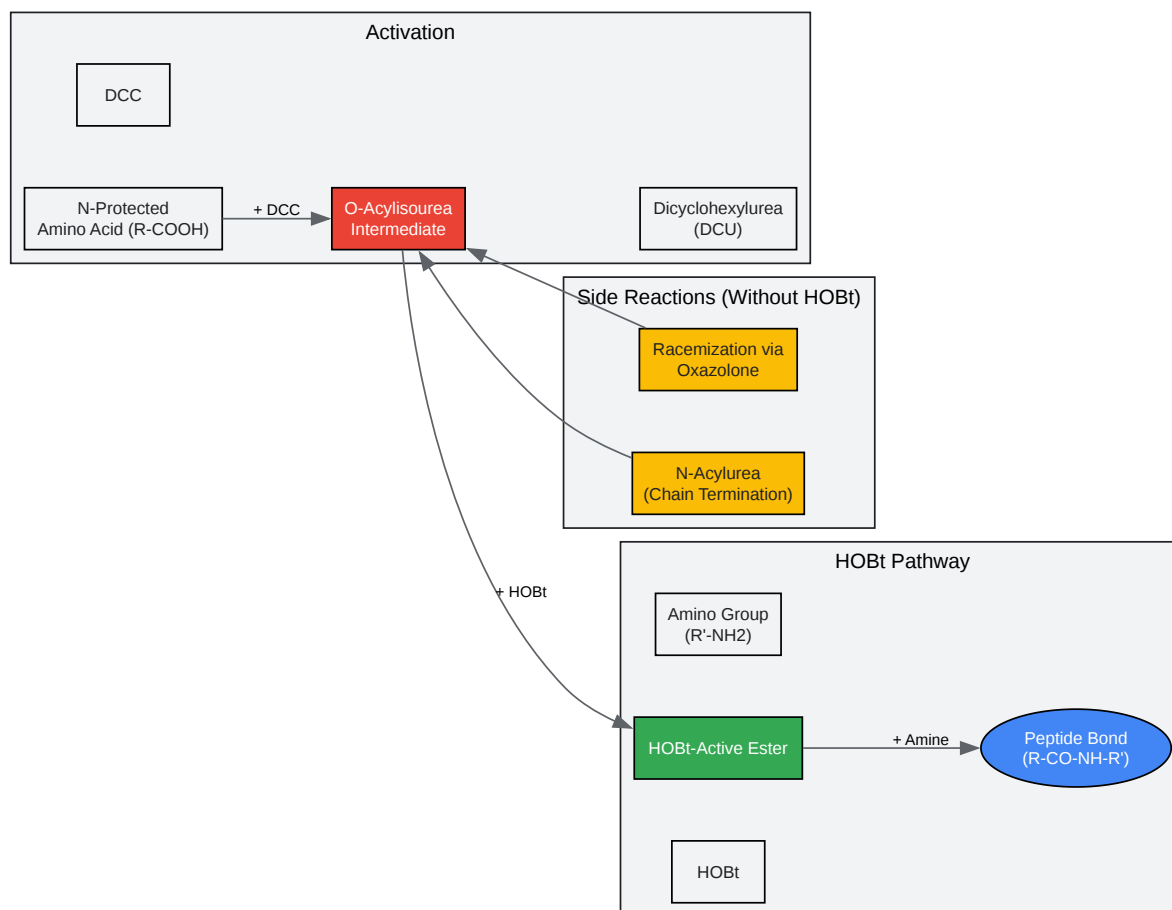 Activation
DCC
N-Protected
Amino Acid (R-COOH)
+ DCC
O-Acylisourea
Intermediate
Dicyclohexylurea
(DCU)
Side Reactions (Without HOBt)
Racemization via
Oxazolone
N-Acylurea
(Chain Termination)
+ HOBt
HOBt Pathway
Amino Group
(R'-NH2)
HOBt-Active Ester
+ Amine
Peptide Bond
(R-CO-NH-R')
HOBt